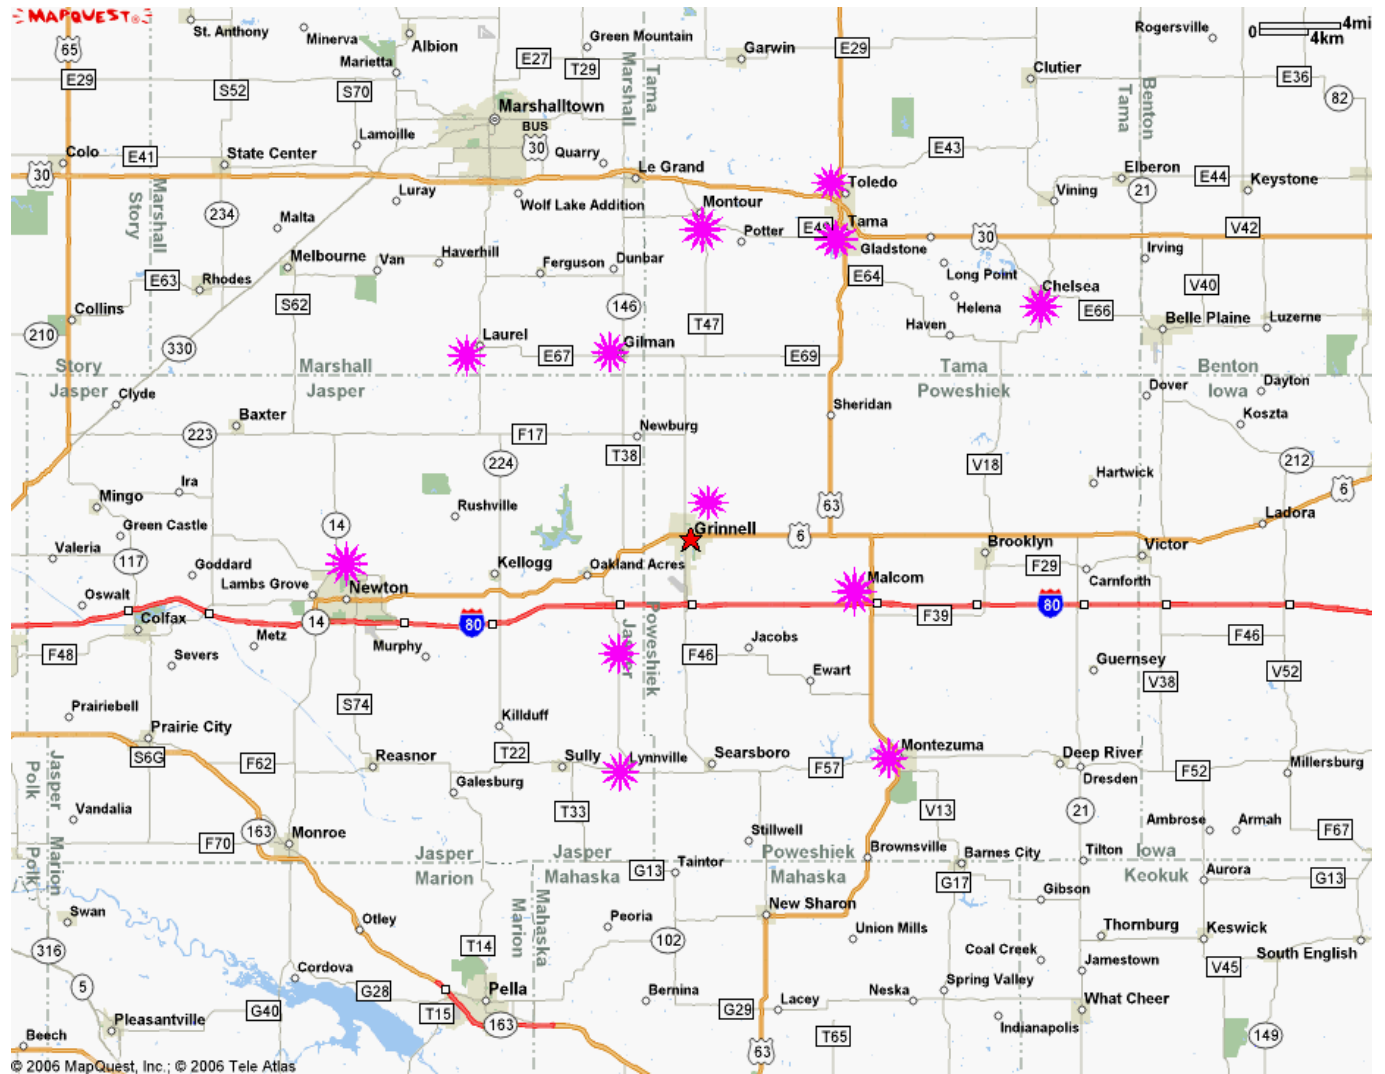 MAPQUEST®
4mi
0
4km
St. Anthony
Minerva
Albion
Green Mountain
Garwin
E29
Rogersville
65
E29
Marietta
E27
T29
Marshall
Tama
Clutier
E36
S52
S70
82
Marshalltown
Benton
Tama
Lamoille
BUS
30
Colo
E41
State Center
Quarry
Le Grand
E43
Elberon
30
E44
Keystone
Toledo
Vining
21
Luray
Wolf Lake Addition
Montour
Marshall
Story
234
Malta
Potter
E49
Tama
Gladstone
30
V42
Irving
Haverhill
Melbourne
Van
Ferguson
Dunbar
Long Point
E63
Rhodes
E64
Chelsea
V40
Collins
S62
146
Helena
E66
Belle Plaine
Luzerne
210
T47
Haven
330
Laurel
Gilman
E67
E69
Story
Jasper
Marshall
Jasper
Tama
Poweshiek
Benton
Iowa
Clyde
Dover
Dayton
Baxter
Sheridan
Koszta
223
F17
Newburg
224
T38
V18
212
Hartwick
Mingo
Ira
6
Rushville
63
Green Castle
14
Grinnell
6
Ladora
Valeria
117
Goddard
Brooklyn
Victor
Lambs Grove
Kellogg
Oakland Acres
F29
Carnforth
Oswalt
Newton
Malcom
80
Colfax
14
80
F39
Metz
Murphy
Jasper
Poweshiek
Jacobs
F46
F48
Severs
F46
Ewart
Guernsey
V38
V52
Prairiebell
S74
Killduff
Prairie City
T22
Montezuma
S6G
F62
Reasnor
Sully
Lynnville
Searsboro
F57
Deep River
Dresden
F52
Millersburg
Jasper
Polk
Galesburg
Vandalia
T33
V13
21
163
Monroe
Stillwell
Ambrose
Armah
F67
F70
Marion
Polk
Jasper
Marion
Jasper
Mahaska
G13
Taintor
Poweshiek
Mahaska
Brownsville
Barnes City
Tilton
Iowa
Keokuk
Aurora
G13
G17
Gibson
Swan
Otley
Mahaska
Marion
Peoria
New Sharon
Union Mills
Thornburg
Keswick
316
T14
102
Coal Creek
Jamestown
South English
5
Cordova
Spring Valley
V45
G28
Pella
Bernina
Neska
What Cheer
G40
T15
163
G29
Lacey
Indianapolis
Pleasantville
T65
149
Beech
63
© 2006 MapQuest, Inc.; © 2006 Tele Atlas